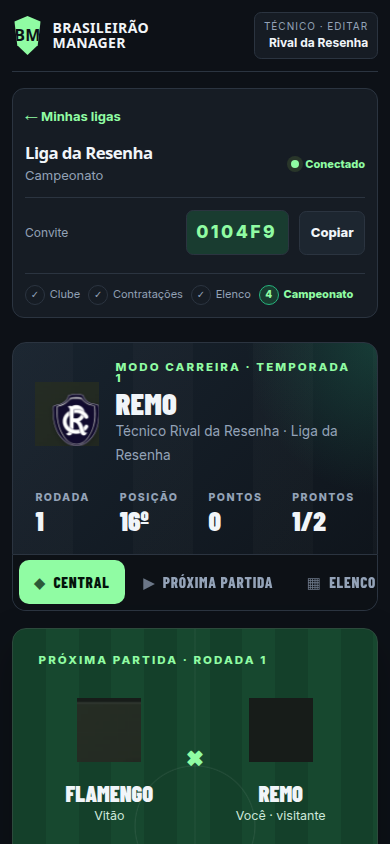 BM
BRASILEIRÃO
MANAGER
TÉCNICO · EDITAR
Rival da Resenha
← Minhas ligas
Liga da Resenha
Campeonato
Conectado
Convite
0104F9
Copiar
✓ Clube ✓ Contratações ✓ Elenco 4 Campeonato
MODO CARREIRA · TEMPORADA
1
REMO
Técnico Rival da Resenha · Liga da
Resenha
RODADA POSIÇÃO PONTOS PRONTOS
1 16º 0 1/2
CENTRAL PRÓXIMA PARTIDA ELENCO
PRÓXIMA PARTIDA · RODADA 1
FLAMENGO
Vitão
REMO
Você · visitante